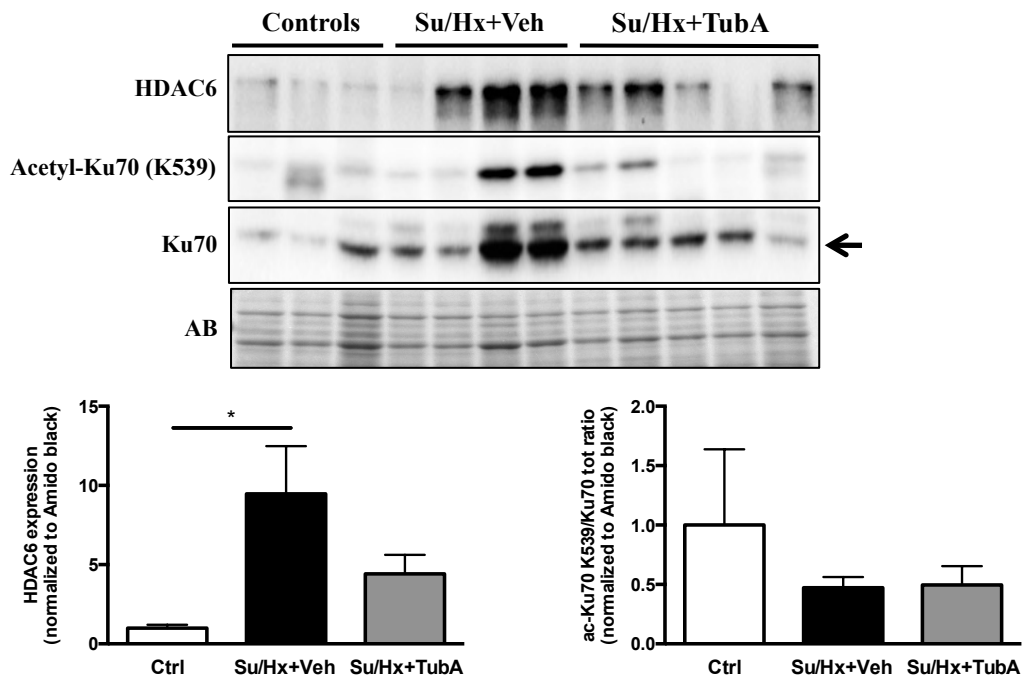 Controls Su/Hx+Veh Su/Hx+TubA
HDAC6
Acetyl-Ku70 (K539)
Ku70
AB
HDAC6 expression
(normalized to Amido black)
15
10
5
0
*
Ctrl Su/Hx+Veh Su/Hx+TubA
ac-Ku70 K539/Ku70 tot ratio
(normalized to Amido black)
2.0
1.5
1.0
0.5
0.0
Ctrl Su/Hx+Veh Su/Hx+TubA